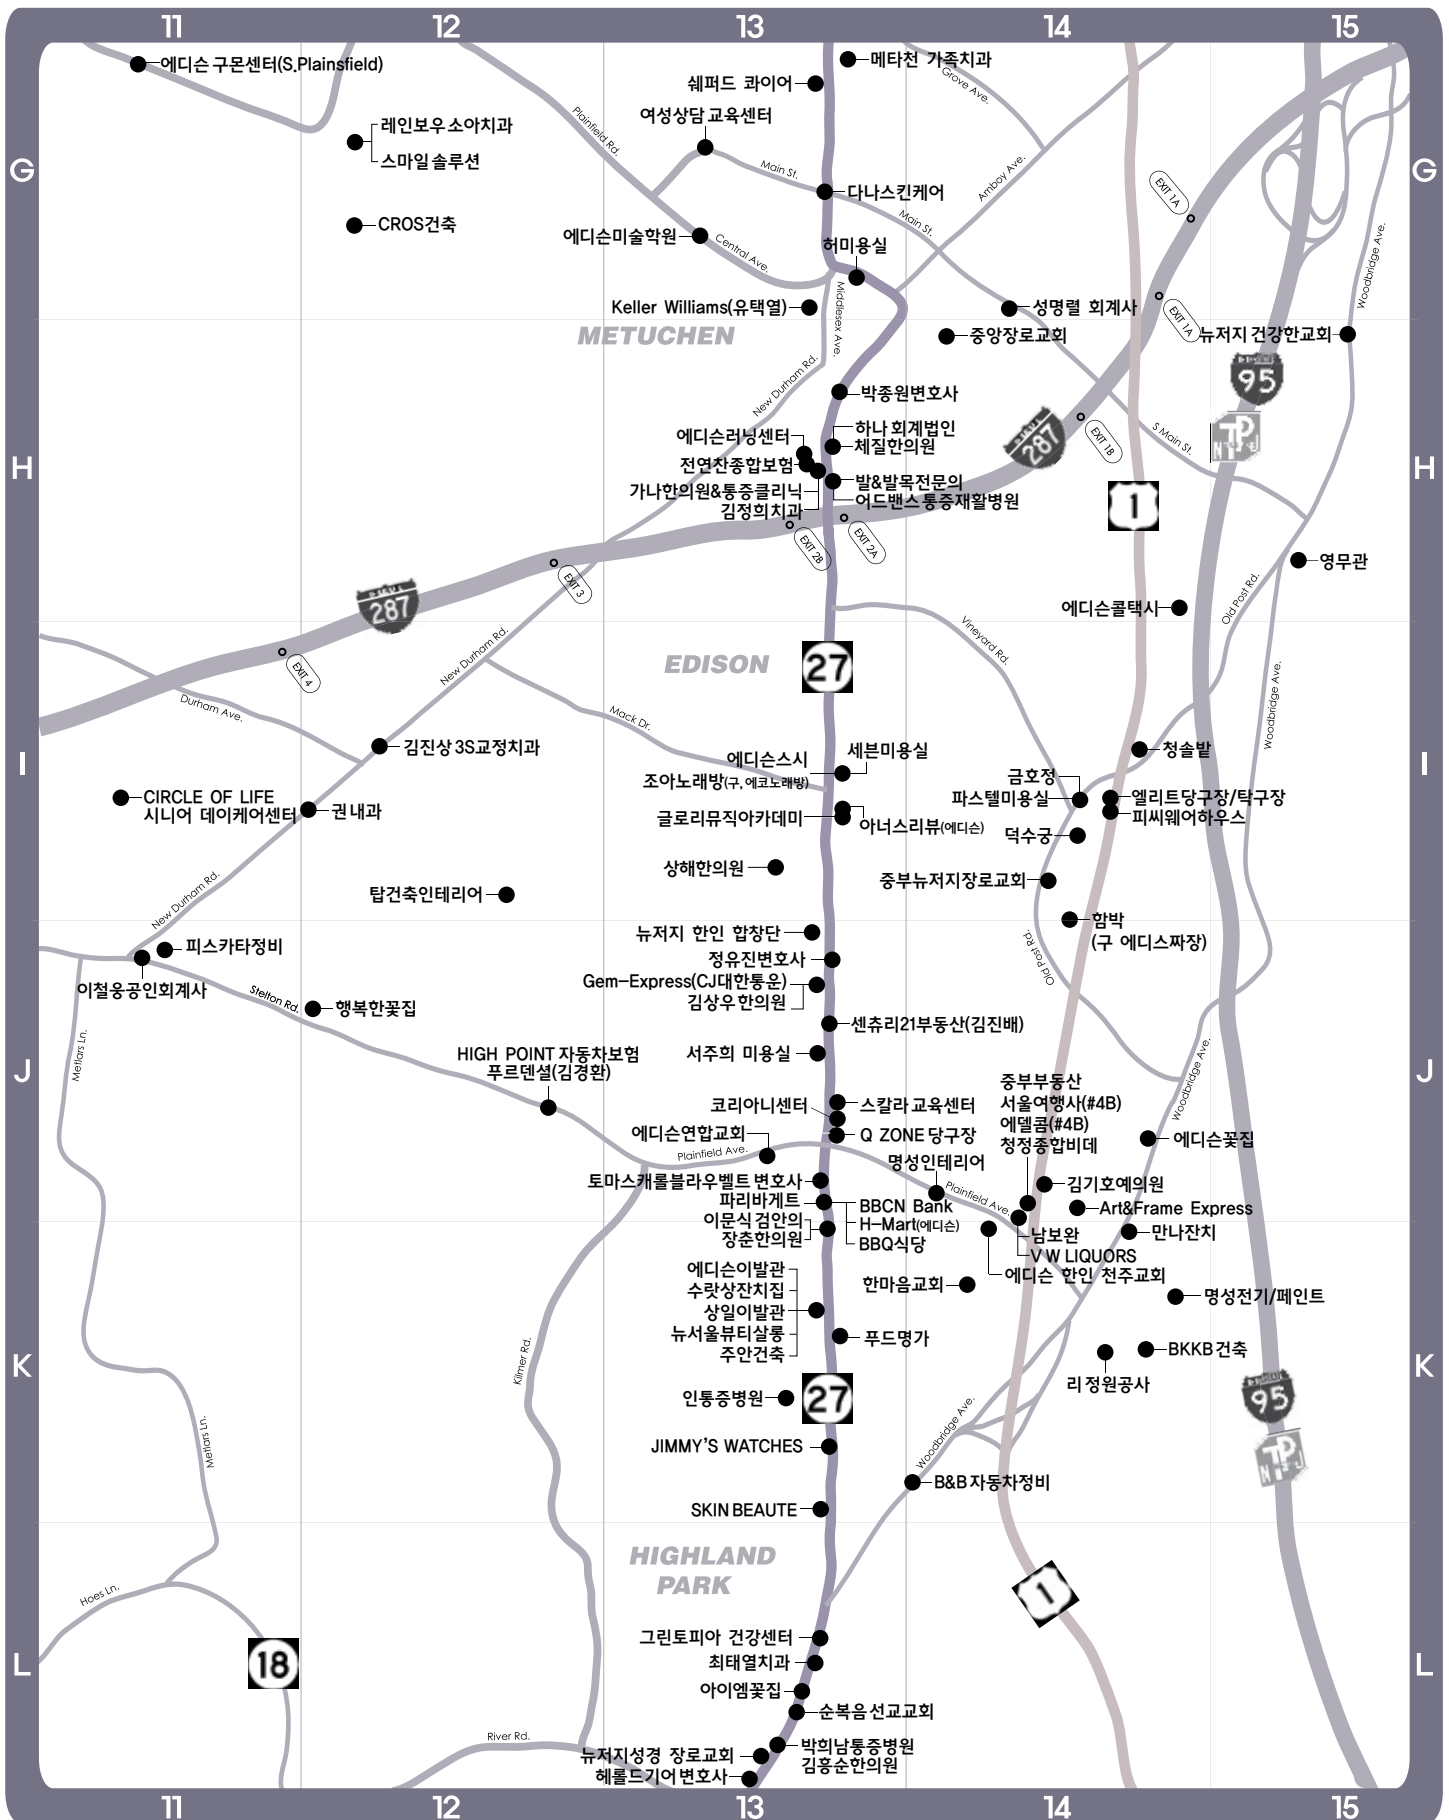 11 12 13 14 15
에디슨 구몬센터(S.Plainsfield)
메타천 가족치과
쉐퍼드 콰이어
Grove Ave.
여성상담 교육센터
레인보우 소아치과
스마일 솔루션
Plainfield Rd.
Main St.
Amboy Ave.
G
G
EXIT 1A
다나스킨케어
CROS건축
Main St.
에디슨미술학원
Central Ave.
허미용실
Woodbridge Ave.
Keller Williams(유택열)
Middlesex Ave.
성명렬 회계사
EXIT 1A
METUCHEN
중앙장로교회
뉴저지 건강한교회
New Durham Rd.
95
박종원변호사
하나 회계법인
에디슨러닝센터
체질한의원
287
EXIT 1B
S Main St.
N TP J
H
H
전연찬종합보험
가나한의원&통증클리닉
김정희치과
발&발목전문의
어드밴스 통증재활병원
1
EXIT 2B
EXIT 2A
EXIT 3
영무관
287
에디슨콜택시
Old Post Rd.
Vineyard Rd.
New Durham Rd.
EDISON
27
EXIT 4
Durham Ave.
Mack Dr.
Woodbridge Ave.
김진상 3S교정치과
에디슨스시
세븐미용실
청솔밭
I
I
조아노래방(구, 에코노래방)
금호정
파스텔미용실
엘리트당구장/탁구장
CIRCLE OF LIFE
시니어 데이케어센터
권내과
글로리뮤직아카데미
아너스리뷰(에디슨)
피씨웨어하우스
덕수궁
상해한의원
중부뉴저지장로교회
탑건축인테리어
New Durham Rd.
함박
(구 에디스짜장)
뉴저지 한인 합창단
피스카타정비
정유진변호사
Old Post Rd.
이철웅공인회계사
Gem-Express(CJ대한통운)
김상우한의원
Stelton Rd.
행복한꽃집
센츄리21부동산(김진배)
Metlars Ln.
HIGH POINT 자동차보험
푸르덴셜(김경환)
서주희 미용실
J
J
중부부동산
서울여행사(#4B)
에델콤(#4B)
청정종합비데
Woodbridge Ave.
코리아니센터
스칼라 교육센터
에디슨연합교회
Q ZONE 당구장
에디슨꽃집
Plainfield Ave.
명성인테리어
토마스캐롤블라우벨트 변호사
Plainfield Ave.
김기호예의원
파리바게트
BBCN Bank
Art&Frame Express
이문식 검안의
H-Mart(에디슨)
장춘한의원
BBQ식당
남보완
만나잔치
V W LIQUORS
에디슨 한인 천주교회
에디슨이발관
수랏상잔치집
상일이발관
뉴서울뷰티살롱
주안건축
한마음교회
명성전기/페인트
푸드명가
Kilmer Rd.
BKKB 건축
K
K
리 정원공사
인통증병원
27
95
Woodbridge Ave.
Metlars Ln.
JIMMY'S WATCHES
N TP J
B&B 자동차정비
SKIN BEAUTE
HIGHLAND
PARK
Hoes Ln.
1
그린토피아 건강센터
18
최태열치과
L
L
아이엠꽃집
순복음 선교교회
River Rd.
뉴저지성경 장로교회
박희남통증병원
김흥순한의원
헤롤드기어 변호사
11 12 13 14 15